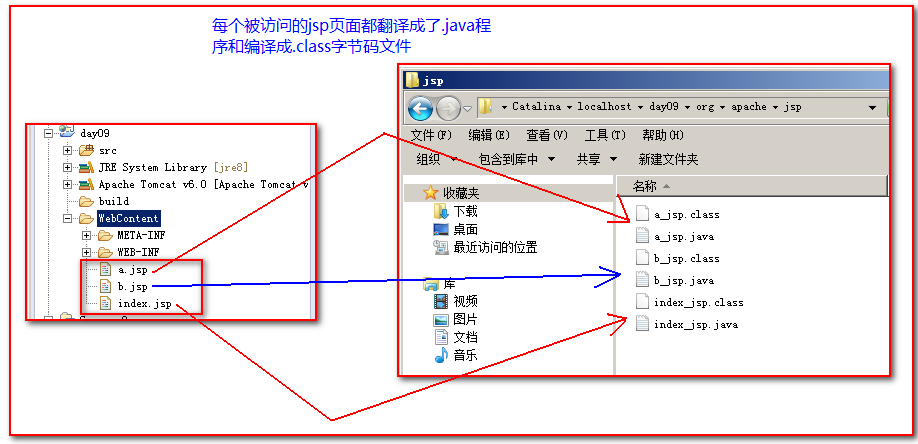 每个被访问的jsp页面都翻译成了.java程
序和编译成.class字节码文件
day09
src
JRE System Library [jre8]
Apache Tomcat v6.0 [Apache Tomcat v
build
WebContent
META-INF
WEB-INF
a.jsp
b.jsp
index.jsp
jsp
Catalina localhost day09 org apache jsp
文件(F) 编辑(E) 查看(V) 工具(T) 帮助(H)
组织 包含到库中 共享 新建文件夹
收藏夹
下载
桌面
最近访问的位置
库
视频
图片
文档
音乐
名称
a_jsp.class
a_jsp.java
b_jsp.class
b_jsp.java
index_jsp.class
index_jsp.java